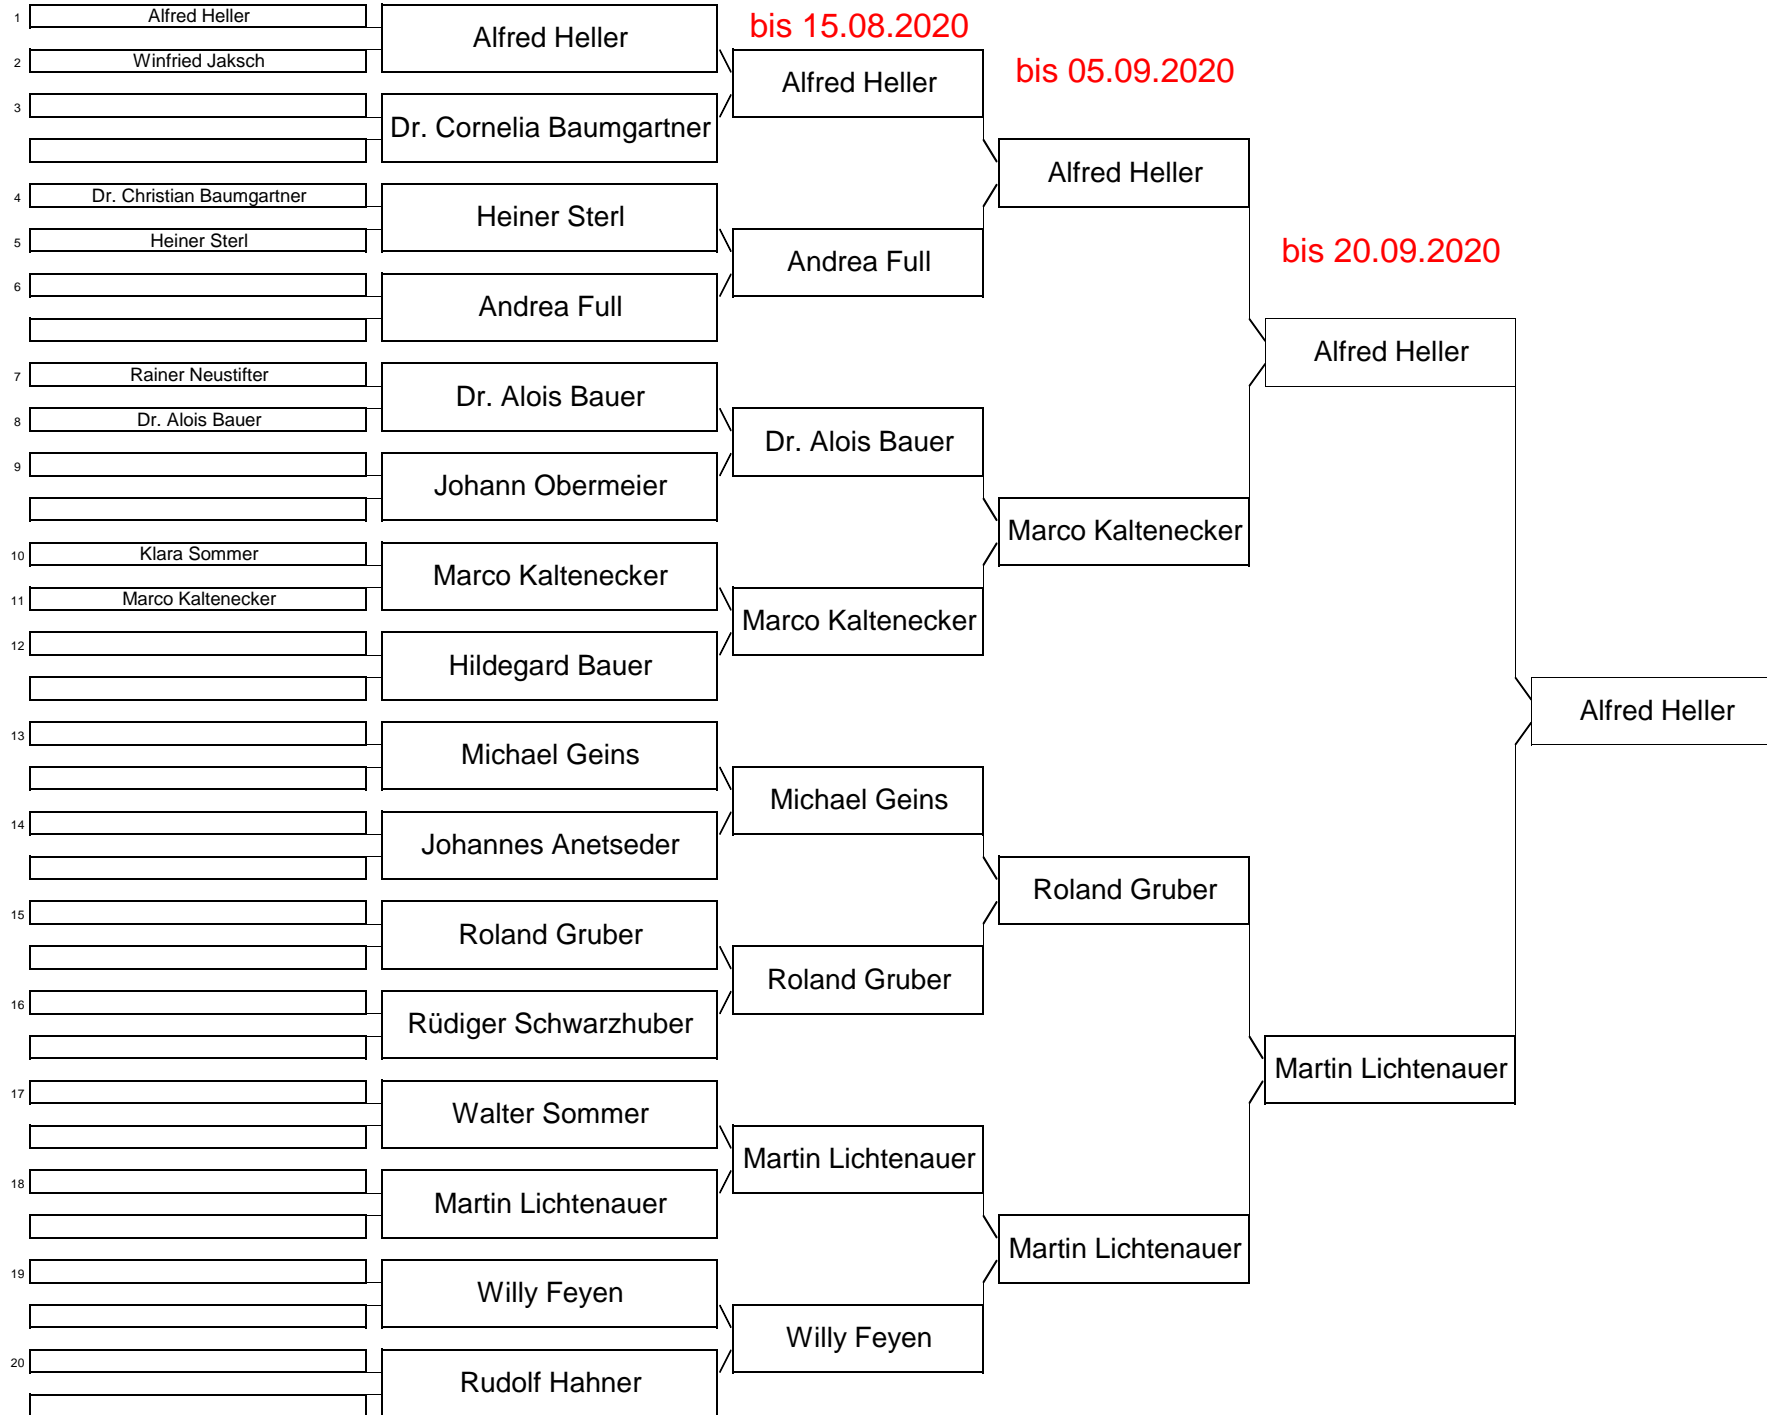 1 Alfred Heller
2 Winfried Jaksch
3
4 Dr. Christian Baumgartner
5 Heiner Sterl
6
7 Rainer Neustifter
8 Dr. Alois Bauer
9
10 Klara Sommer
11 Marco Kaltenecker
12
13
14
15
16
17
18
19
20
Alfred Heller
Dr. Cornelia Baumgartner
Heiner Sterl
Andrea Full
Dr. Alois Bauer
Johann Obermeier
Marco Kaltenecker
Hildegard Bauer
Michael Geins
Johannes Anetseder
Roland Gruber
Rüdiger Schwarzhuber
Walter Sommer
Martin Lichtenauer
Willy Feyen
Rudolf Hahner
bis 15.08.2020
Alfred Heller
Andrea Full
Dr. Alois Bauer
Marco Kaltenecker
Michael Geins
Roland Gruber
Martin Lichtenauer
Willy Feyen
bis 05.09.2020
Alfred Heller
Marco Kaltenecker
Roland Gruber
Martin Lichtenauer
bis 20.09.2020
Alfred Heller
Martin Lichtenauer
Alfred Heller